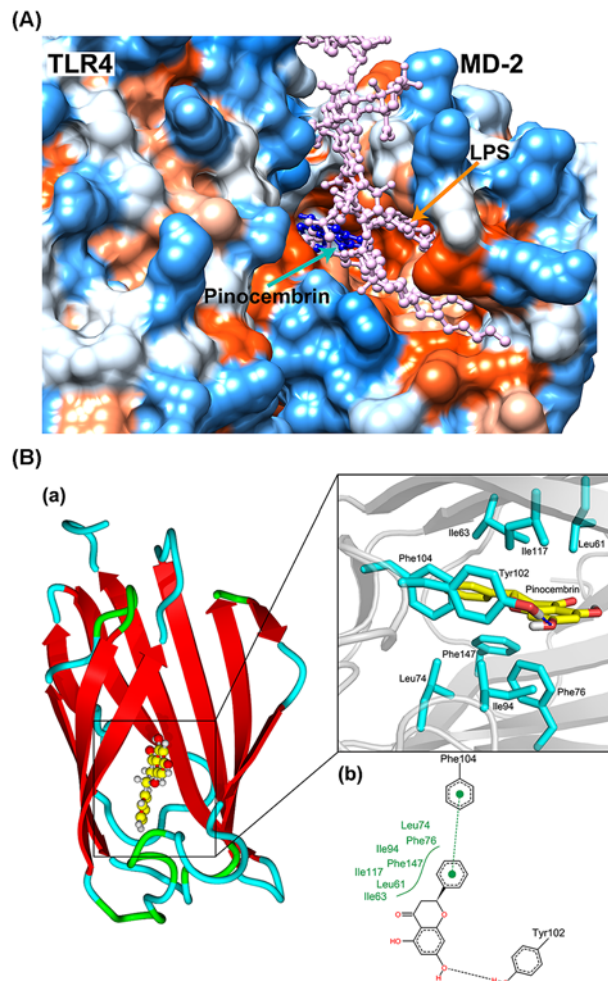 (A)
TLR4
MD-2
LPS
Pinocembrin
(B)
(a)
Ile63
Ile117
Leu61
Phe104
Tyr102
Pinocembrin
Phe147
Leu74
Ile94
Phe76
(b)
Phe104
Leu74
Phe76
Ile94
Phe147
Ile117
Leu61
Ile63
O
O
HO
O
H
H
O
Tyr102